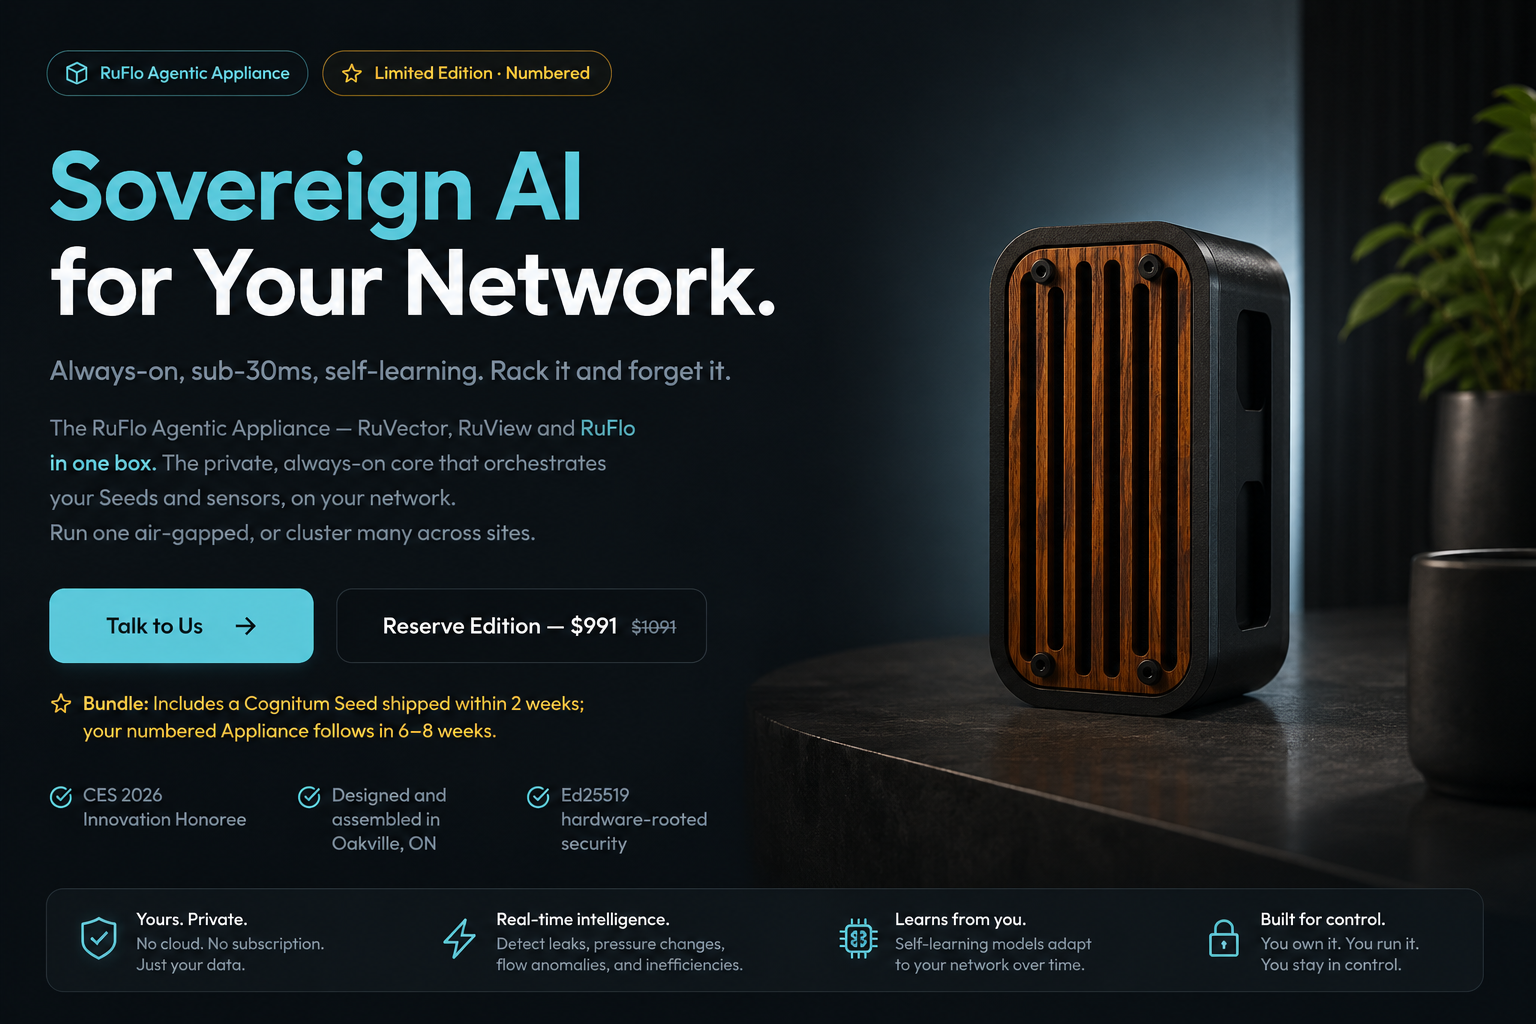 RuFlo Agentic Appliance
Limited Edition · Numbered
Sovereign AI
for Your Network.
Always-on, sub-30ms, self-learning. Rack it and forget it.
The RuFlo Agentic Appliance — RuVector, RuView and RuFlo
in one box. The private, always-on core that orchestrates
your Seeds and sensors, on your network.
Run one air-gapped, or cluster many across sites.
Talk to Us →
Reserve Edition — $991 $1091
Bundle: Includes a Cognitum Seed shipped within 2 weeks;
your numbered Appliance follows in 6–8 weeks.
CES 2026
Innovation Honoree
Designed and
assembled in
Oakville, ON
Ed25519
hardware-rooted
security
Yours. Private.
No cloud. No subscription.
Just your data.
Real-time intelligence.
Detect leaks, pressure changes,
flow anomalies, and inefficiencies.
Learns from you.
Self-learning models adapt
to your network over time.
Built for control.
You own it. You run it.
You stay in control.